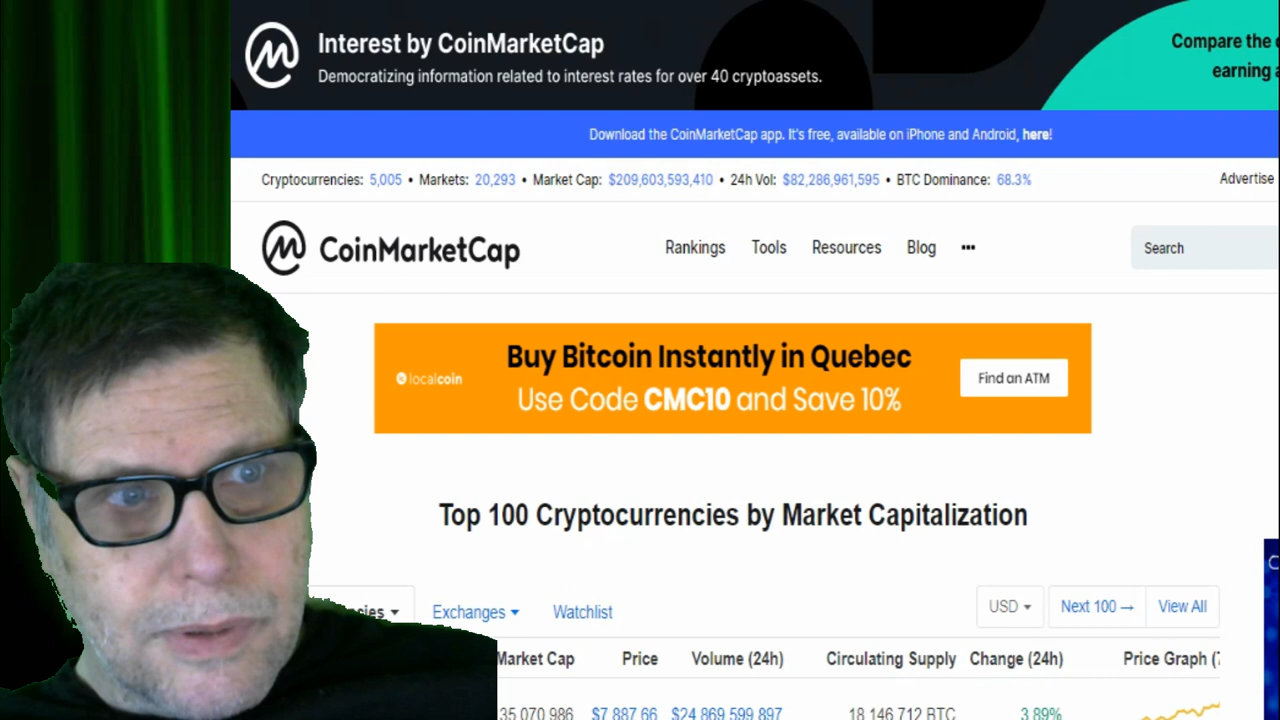 Interest by CoinMarketCap
Democratizing information related to interest rates for over 40 cryptoassets.
Compare the
earning
Download the CoinMarketCap app. It's free, available on iPhone and Android, here!
Cryptocurrencies: 5,005 • Markets: 20,293 • Market Cap: $209,603,593,410 • 24h Vol: $82,286,961,595 • BTC Dominance: 68.3%
Advertise
CoinMarketCap
Rankings Tools Resources Blog •••
Search
localcoin
Buy Bitcoin Instantly in Quebec
Use Code CMC10 and Save 10%
Find an ATM
Top 100 Cryptocurrencies by Market Capitalization
Exchanges Watchlist
USD Next 100 → View All
Market Cap Price Volume (24h) Circulating Supply Change (24h) Price Graph (7
35,070,986 $7,887.66 $24,869,599,897 18,146,712 BTC 3.89%